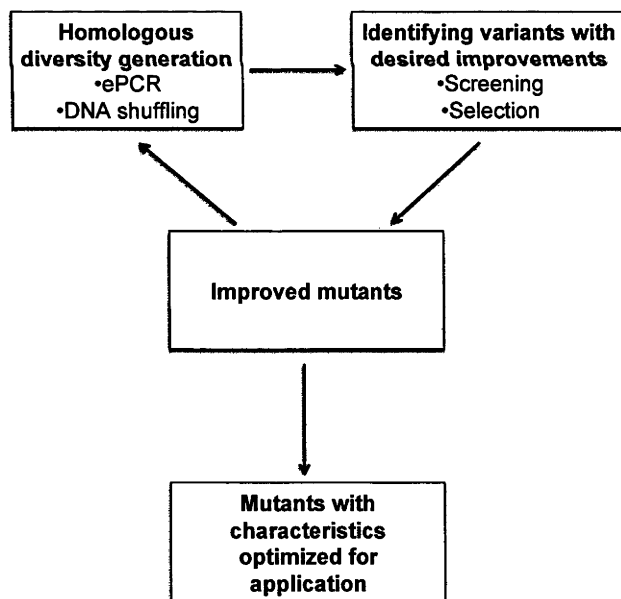 Homologous
diversity generation
•ePCR
•DNA shuffling
Identifying variants with
desired improvements
•Screening
•Selection
Improved mutants
Mutants with
characteristics
optimized for
application